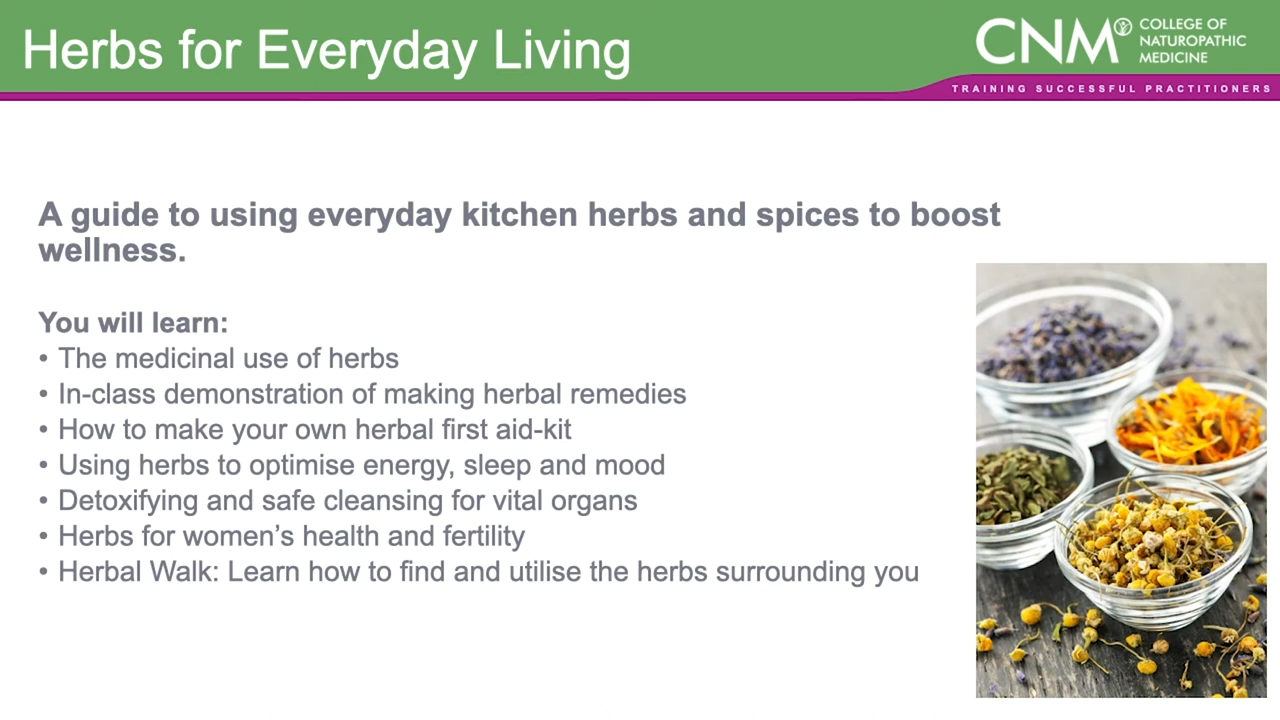 Herbs for Everyday Living
CNM
COLLEGE OF
NATUROPATHIC
MEDICINE
TRAINING SUCCESSFUL PRACTITIONERS
A guide to using everyday kitchen herbs and spices to boost
wellness.
You will learn:
• The medicinal use of herbs
• In-class demonstration of making herbal remedies
• How to make your own herbal first aid-kit
• Using herbs to optimise energy, sleep and mood
• Detoxifying and safe cleansing for vital organs
• Herbs for women’s health and fertility
• Herbal Walk: Learn how to find and utilise the herbs surrounding you